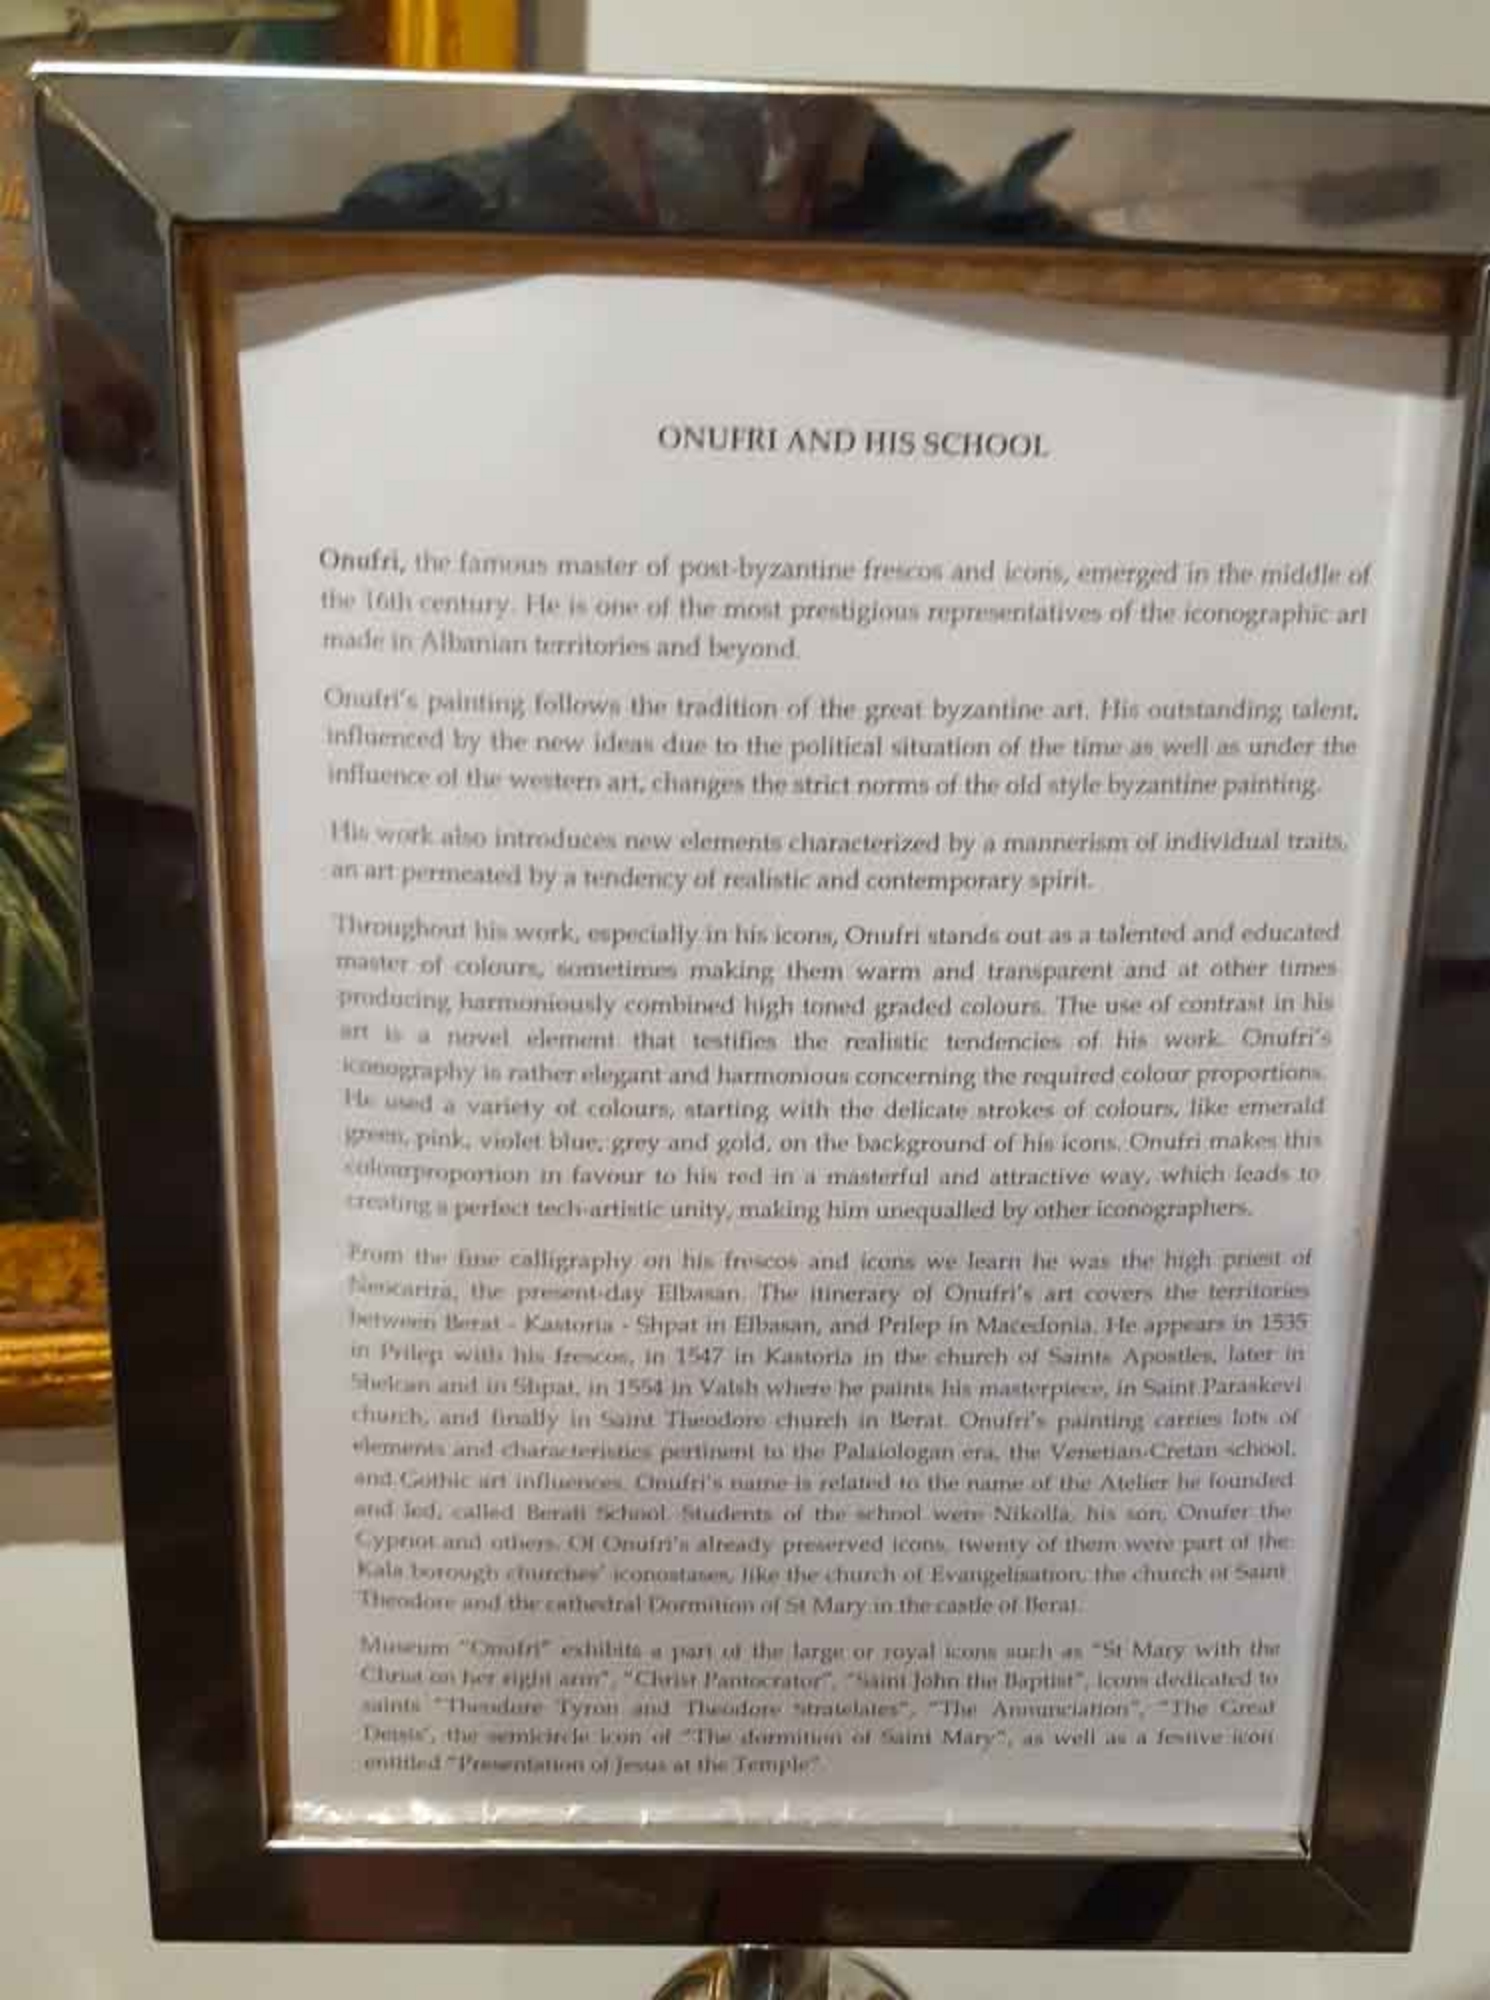 ONUFRI AND HIS SCHOOL
Onufri, the famous master of post-byzantine frescos and icons, emerged in the middle of
the 16th century. He is one of the most prestigious representatives of the iconographic art
made in Albanian territories and beyond.
Onufri's painting follows the tradition of the great byzantine art. His outstanding talent,
influenced by the new ideas due to the political situation of the time as well as under the
influence of the western art, changes the strict norms of the old style byzantine painting.
His work also introduces new elements characterized by a mannerism of individual traits,
an art permeated by a tendency of realistic and contemporary spirit.
Throughout his work, especially in his icons, Onufri stands out as a talented and educated
master of colours, sometimes making them warm and transparent and at other times
producing harmoniously combined high toned graded colours. The use of contrast in his
art is a novel element that testifies the realistic tendencies of his work. Onufri's
iconography is rather elegant and harmonious concerning the required colour proportions.
He used a variety of colours, starting with the delicate strokes of colours, like emerald
green, pink, violet blue, grey and gold, on the background of his icons. Onufri makes this
colourproportion in favour to his red in a masterful and attractive way, which leads to
creating a perfect tech-artistic unity, making him unequalled by other iconographers.
From the fine calligraphy on his frescos and icons we learn he was the high priest of
the present-day Elbasan. The itinerary of Onufri's art covers the territories
between Berat - Kastoria - Shpat in Elbasan, and Prilep in Macedonia. He appears in 1535
in Prilep with his frescos, in 1547 in Kastoria in the church of Saints Apostles, later in
Shelcan and in Shpat, in 1554 in Valsh where he paints his masterpiece, in Saint Paraskevi
church, and finally in Saint Theodore church in Berat. Onufri's painting carries lots of
elements and characteristics pertinent to the Palaiologan era, the Venetian-Cretan school,
and Gothic art influences. Onufri's name is related to the name of the Atelier he founded
and led, called Berati School. Students of the school were Nikolla, his son, Onufer the
Cypriot and others. Of Onufri's already preserved icons, twenty of them were part of the
Kala borough churches' iconostases, like the church of Evangelisation, the church of Saint
Theodore and the cathedral Dormition of St Mary in the castle of Berat.
Museum "Onufri" exhibits a part of the large or royal icons such as "St Mary with the
Christ on her right arm", "Christ Pantocrator", "Saint John the Baptist", icons dedicated to
saints "Theodore Tyron and Theodore Stratelates", "The Annunciation", "The Great
Deisis", the semicircle icon of "The dormition of Saint Mary", as well as a festive icon
entitled "Presentation of Jesus at the Temple".